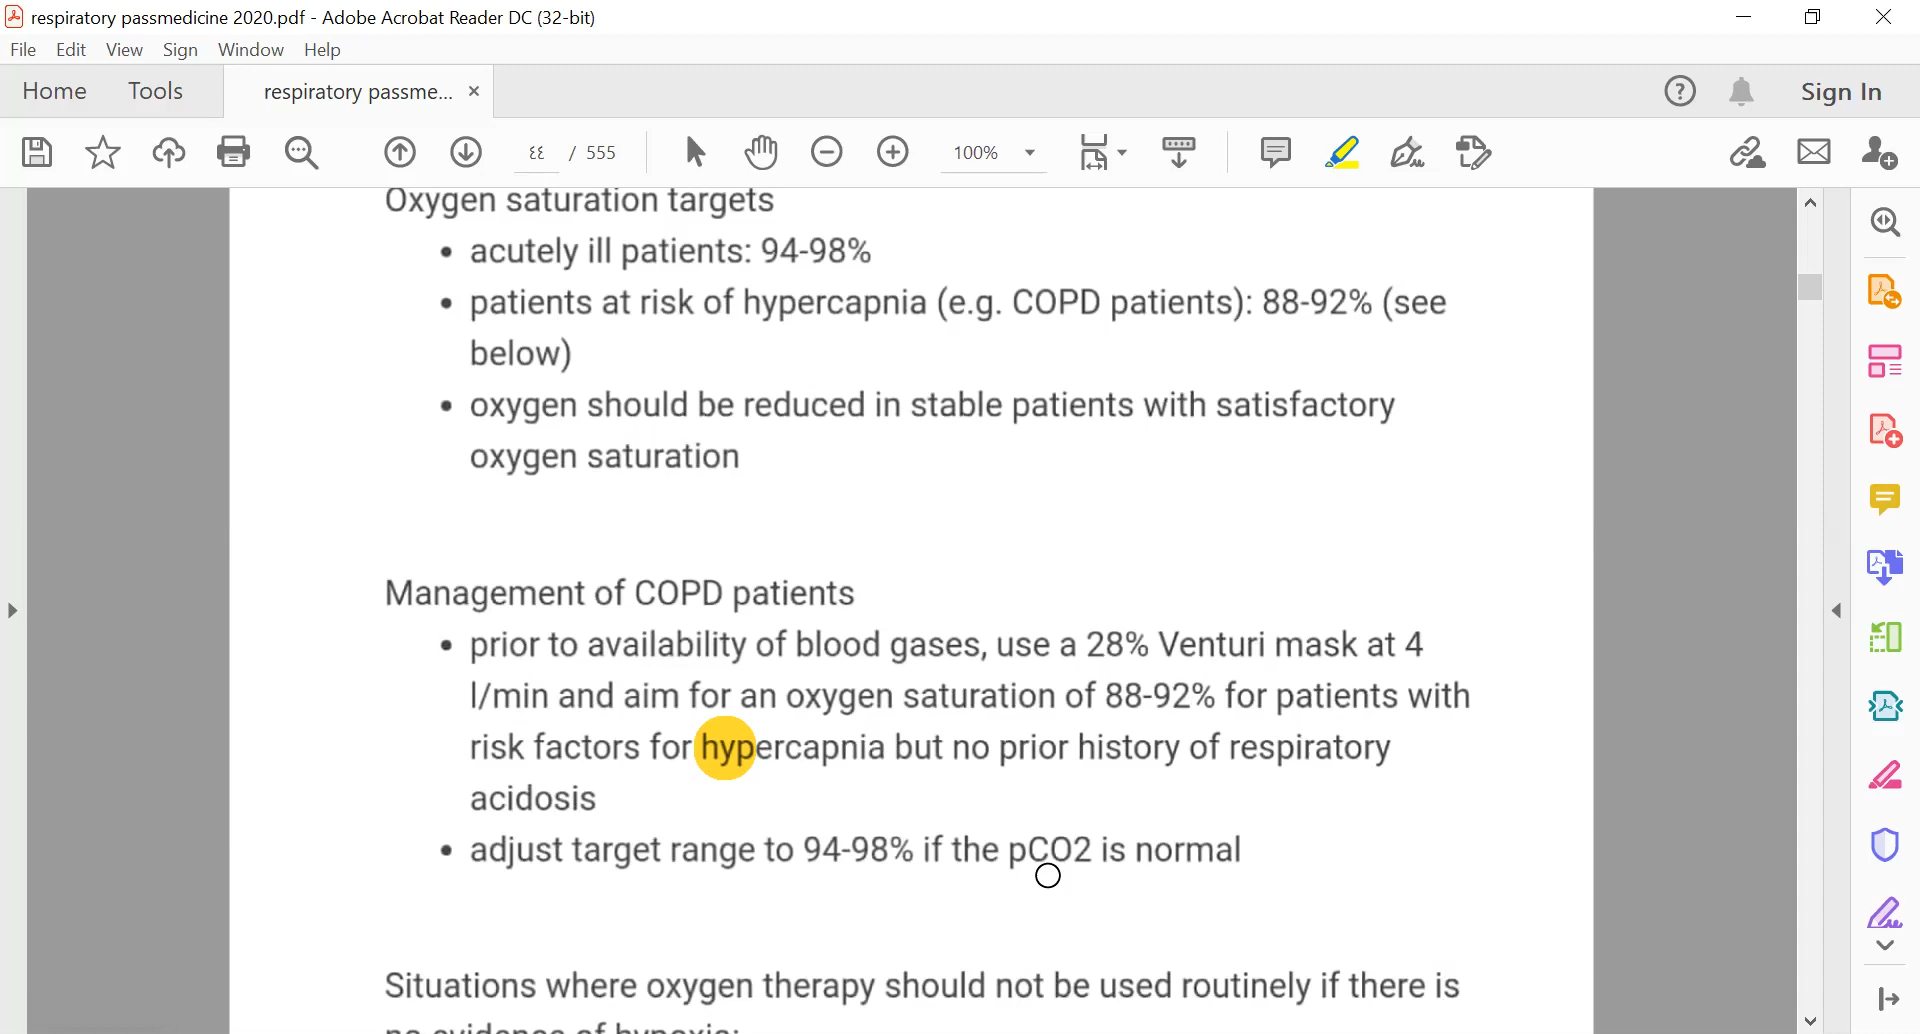 respiratory passmedicine 2020.pdf - Adobe Acrobat Reader DC (32-bit)
File Edit View Sign Window Help
Home Tools respiratory passme... × Sign In
٤٤ / 555 100%
Oxygen saturation targets
• acutely ill patients: 94-98%
• patients at risk of hypercapnia (e.g. COPD patients): 88-92% (see
below)
• oxygen should be reduced in stable patients with satisfactory
oxygen saturation
Management of COPD patients
• prior to availability of blood gases, use a 28% Venturi mask at 4
l/min and aim for an oxygen saturation of 88-92% for patients with
risk factors for hypercapnia but no prior history of respiratory
acidosis
• adjust target range to 94-98% if the pCO2 is normal
Situations where oxygen therapy should not be used routinely if there is
no evidence of hypoxia: